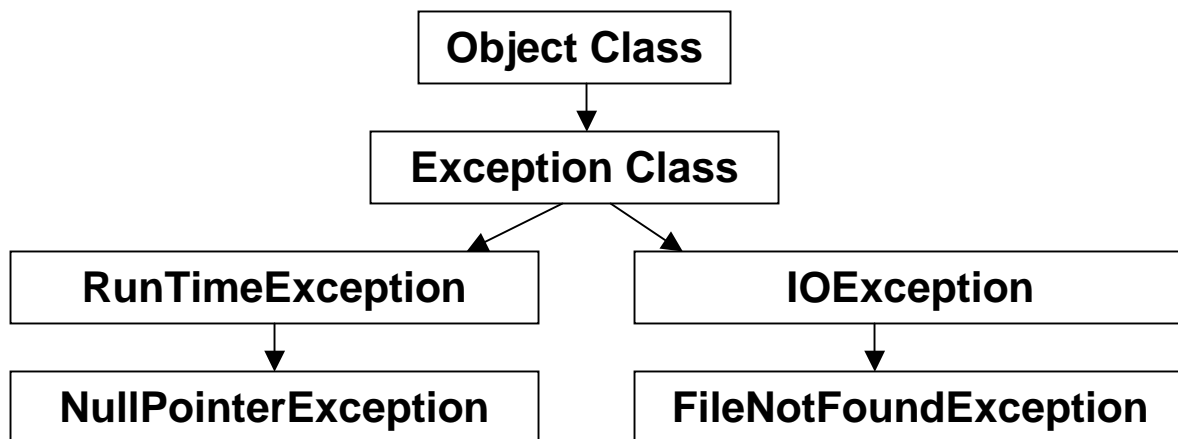 Object Class
Exception Class
RunTimeException
IOException
NullPointerException
FileNotFoundException